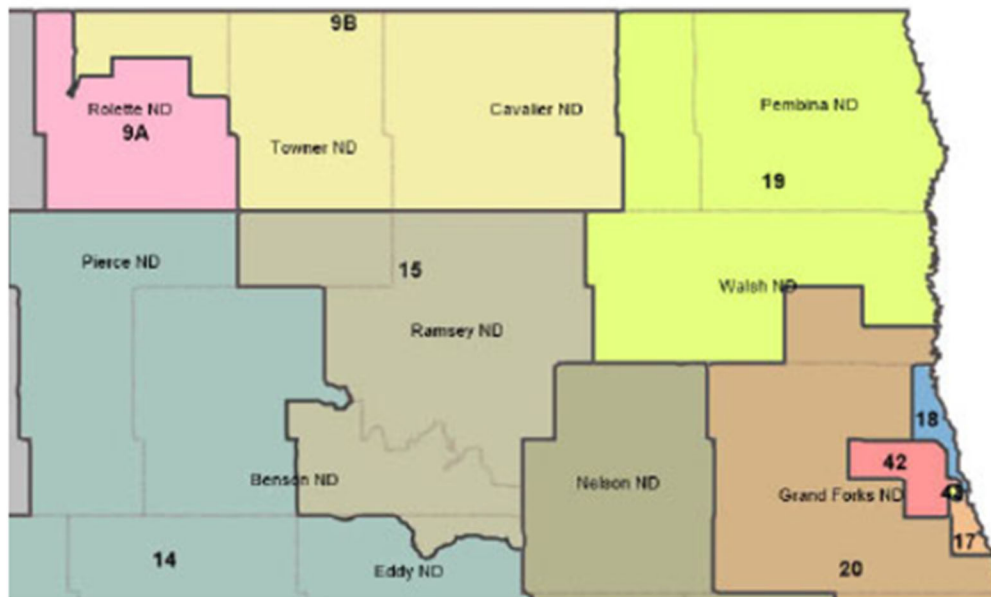 9B
Rolette ND
Cavalier ND
Pembina ND
9A
Towner ND
19
Pierce ND
15
Walsh ND
Ramsey ND
18
42
Benson ND
Nelson ND
Grand Forks ND
43
17
14
Eddy ND
20